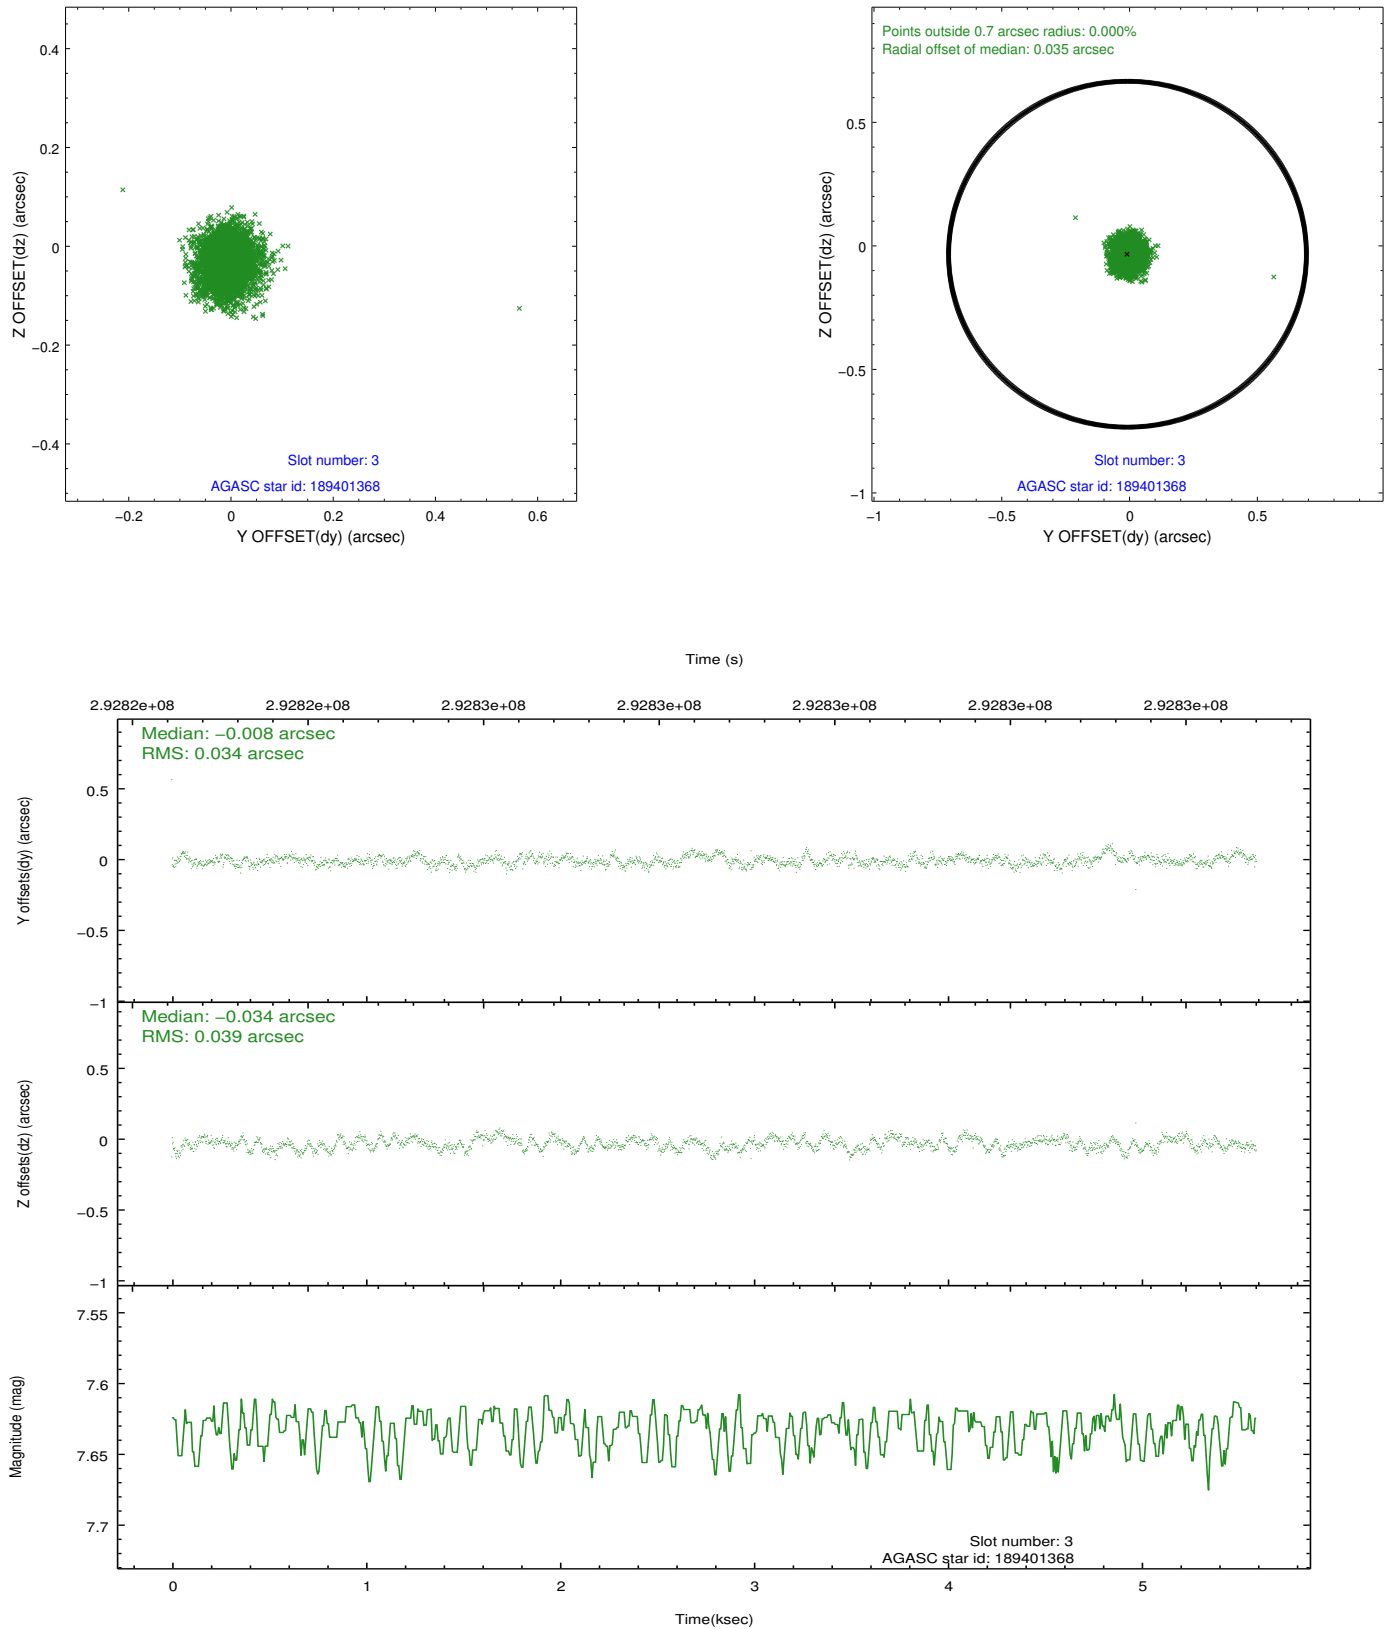 0.4
0.2
0
−0.2
−0.4
Z OFFSET(dz) (arcsec)
Slot number: 3
AGASC star id: 189401368
−0.2 0 0.2 0.4 0.6
Y OFFSET(dy) (arcsec)
Points outside 0.7 arcsec radius: 0.000%
Radial offset of median: 0.035 arcsec
0.5
0
−0.5
−1
Z OFFSET(dz) (arcsec)
Slot number: 3
AGASC star id: 189401368
−1 −0.5 0 0.5
Y OFFSET(dy) (arcsec)
Time (s)
2.9282e+08 2.9282e+08 2.9283e+08 2.9283e+08 2.9283e+08 2.9283e+08 2.9283e+08
Median: −0.008 arcsec
RMS: 0.034 arcsec
0.5
0
−0.5
−1
Y offsets(dy) (arcsec)
Median: −0.034 arcsec
RMS: 0.039 arcsec
0.5
0
−0.5
−1
Z offsets(dz) (arcsec)
7.55
7.6
7.65
7.7
Magnitude (mag)
Slot number: 3
AGASC star id: 189401368
0 1 2 3 4 5
Time(ksec)